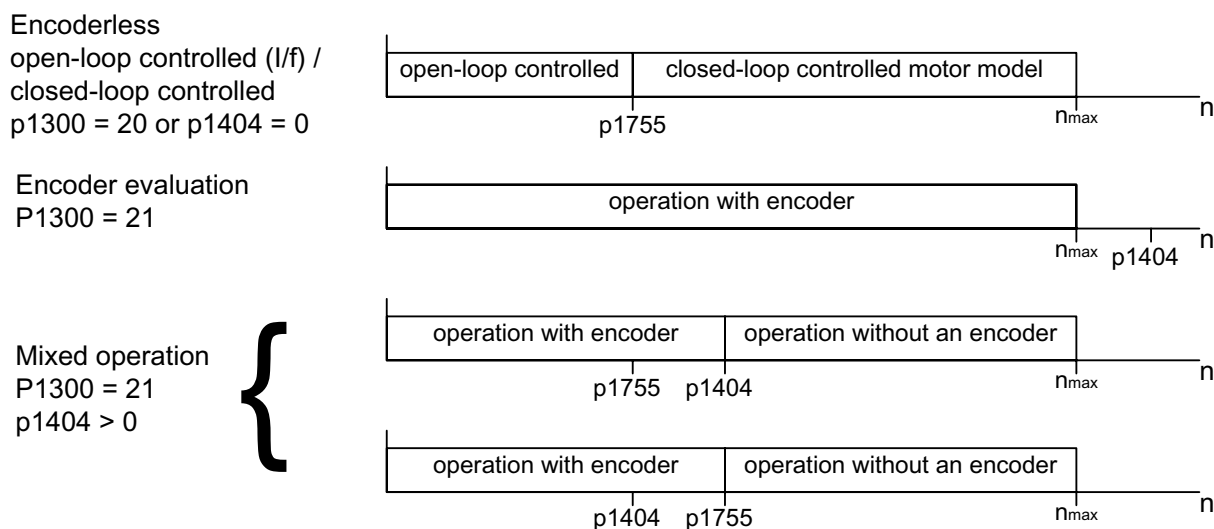 Encoderless
open-loop controlled (I/f) /
closed-loop controlled
p1300 = 20 or p1404 = 0
open-loop controlled
closed-loop controlled motor model
p1755
nmax
n
Encoder evaluation
P1300 = 21
operation with encoder
nmax
p1404
n
Mixed operation
P1300 = 21
p1404 > 0
{
operation with encoder
operation without an encoder
p1755
p1404
nmax
n
operation with encoder
operation without an encoder
p1404
p1755
nmax
n